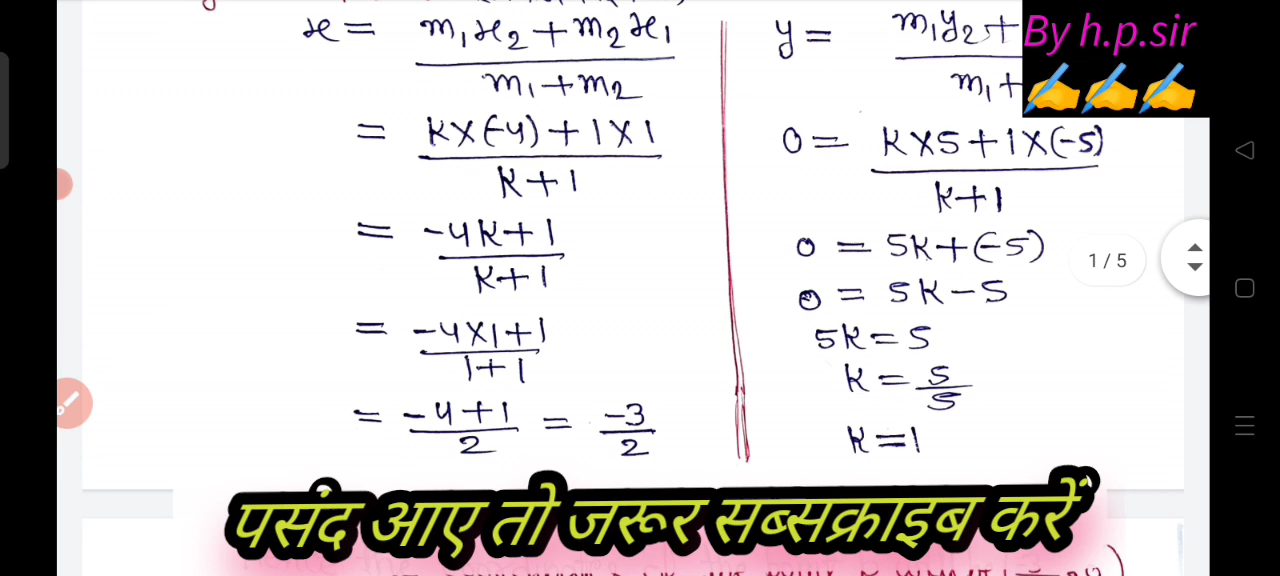 x = m₁x₂ + m₂x₁ / m₁ + m₂
= k×(-4) + 1×1 / k+1
= -4k+1 / k+1
= -4×1+1 / 1+1
= -4+1 / 2 = -3 / 2
y = m₁y₂ + / m₁ +
0 = k×5+1×(-5) / k+1
0 = 5k+(-5)
0 = 5k-5
5k = 5
k = 5 / 5
k = 1
By h.p.sir
✍️✍️✍️
1 / 5
पसंद आए तो जरूर सब्सक्राइब करें